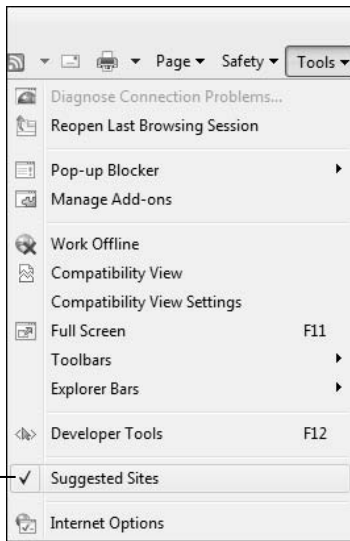 Page Safety Tools
Diagnose Connection Problems...
Reopen Last Browsing Session
Pop-up Blocker
Manage Add-ons
Work Offline
Compatibility View
Compatibility View Settings
Full Screen F11
Toolbars
Explorer Bars
Developer Tools F12
Suggested Sites
Internet Options